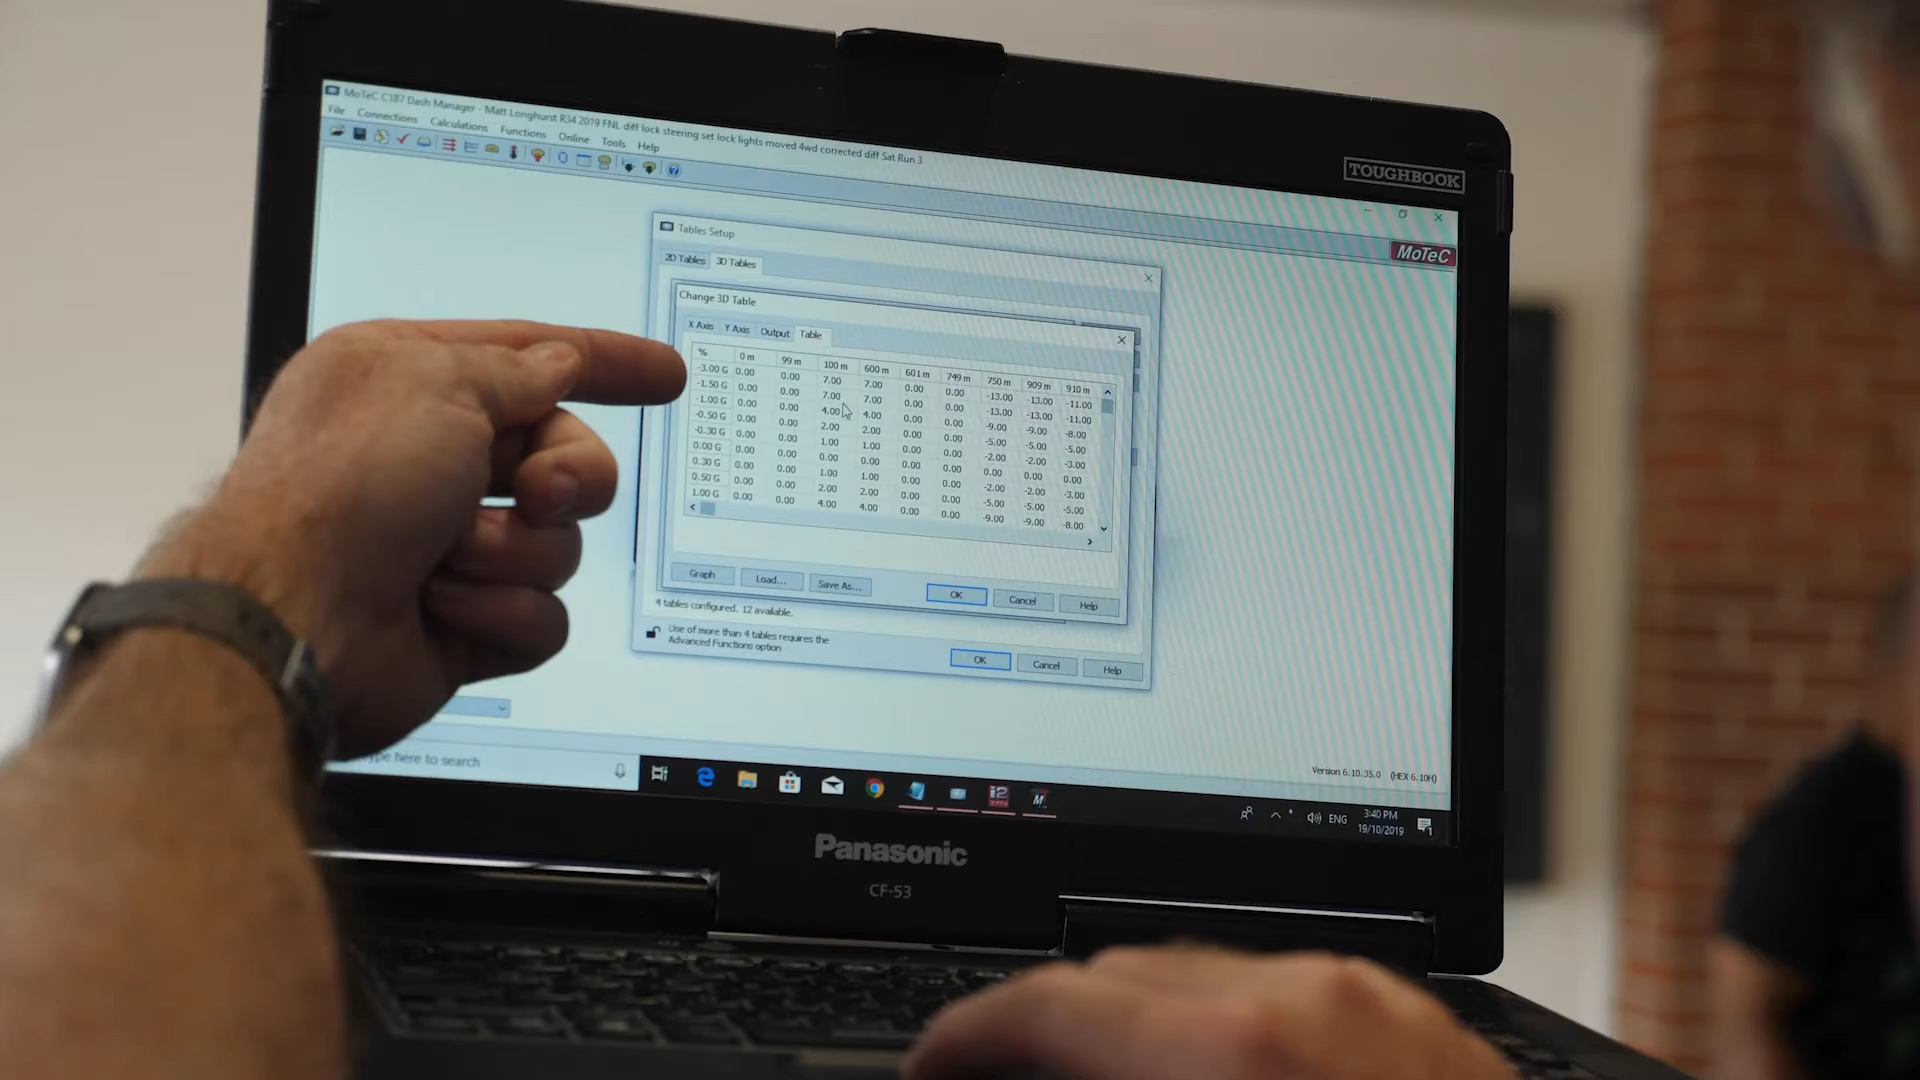 MoTeC C187 Dash Manager - Matt Longhurst R34 2019 FNL diff lock steering set lock lights moved 4wd corrected diff Sat Run 3
File Connections Calculations Functions Online Tools Help
TOUGHBOOK
MoTeC
Tables Setup
2D Tables 3D Tables
Change 3D Table
X Axis Y Axis Output Table
% 0 m 99 m 100 m 600 m 601 m 749 m 750 m 909 m 910 m
-3.00 G 0.00 0.00 7.00 7.00 0.00 0.00 -13.00 -13.00 -11.00
-1.50 G 0.00 0.00 7.00 7.00 0.00 0.00 -13.00 -13.00 -11.00
-1.00 G 0.00 0.00 4.00 4.00 0.00 0.00 -9.00 -9.00 -8.00
-0.50 G 0.00 0.00 2.00 2.00 0.00 0.00 -5.00 -5.00 -5.00
-0.30 G 0.00 0.00 1.00 1.00 0.00 0.00 -2.00 -2.00 -3.00
0.00 G 0.00 0.00 0.00 0.00 0.00 0.00 0.00 0.00 0.00
0.30 G 0.00 0.00 1.00 1.00 0.00 0.00 -2.00 -2.00 -3.00
0.50 G 0.00 0.00 2.00 2.00 0.00 0.00 -5.00 -5.00 -5.00
1.00 G 0.00 0.00 4.00 4.00 0.00 0.00 -9.00 -9.00 -8.00
Graph Load... Save As... OK Cancel Help
4 tables configured. 12 available.
Use of more than 4 tables requires the
Advanced Functions option
OK Cancel Help
Version 6.10.35.0 (HEX 6.10H)
ype here to search
i2
M
ENG
3:40 PM
19/10/2019
1
Panasonic
CF-53